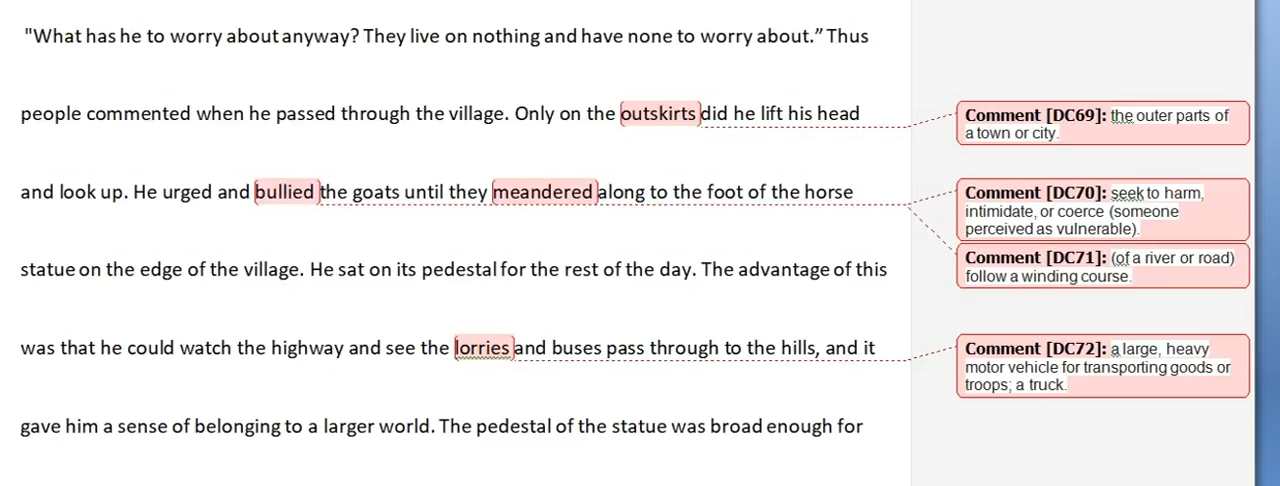 "What has he to worry about anyway? They live on nothing and have none to worry about.” Thus
people commented when he passed through the village. Only on the outskirts did he lift his head
and look up. He urged and bullied the goats until they meandered along to the foot of the horse
statue on the edge of the village. He sat on its pedestal for the rest of the day. The advantage of this
was that he could watch the highway and see the lorries and buses pass through to the hills, and it
gave him a sense of belonging to a larger world. The pedestal of the statue was broad enough for
Comment [DC69]: the outer parts of
a town or city.
Comment [DC70]: seek to harm,
intimidate, or coerce (someone
perceived as vulnerable).
Comment [DC71]: (of a river or road)
follow a winding course.
Comment [DC72]: a large, heavy
motor vehicle for transporting goods or
troops; a truck.